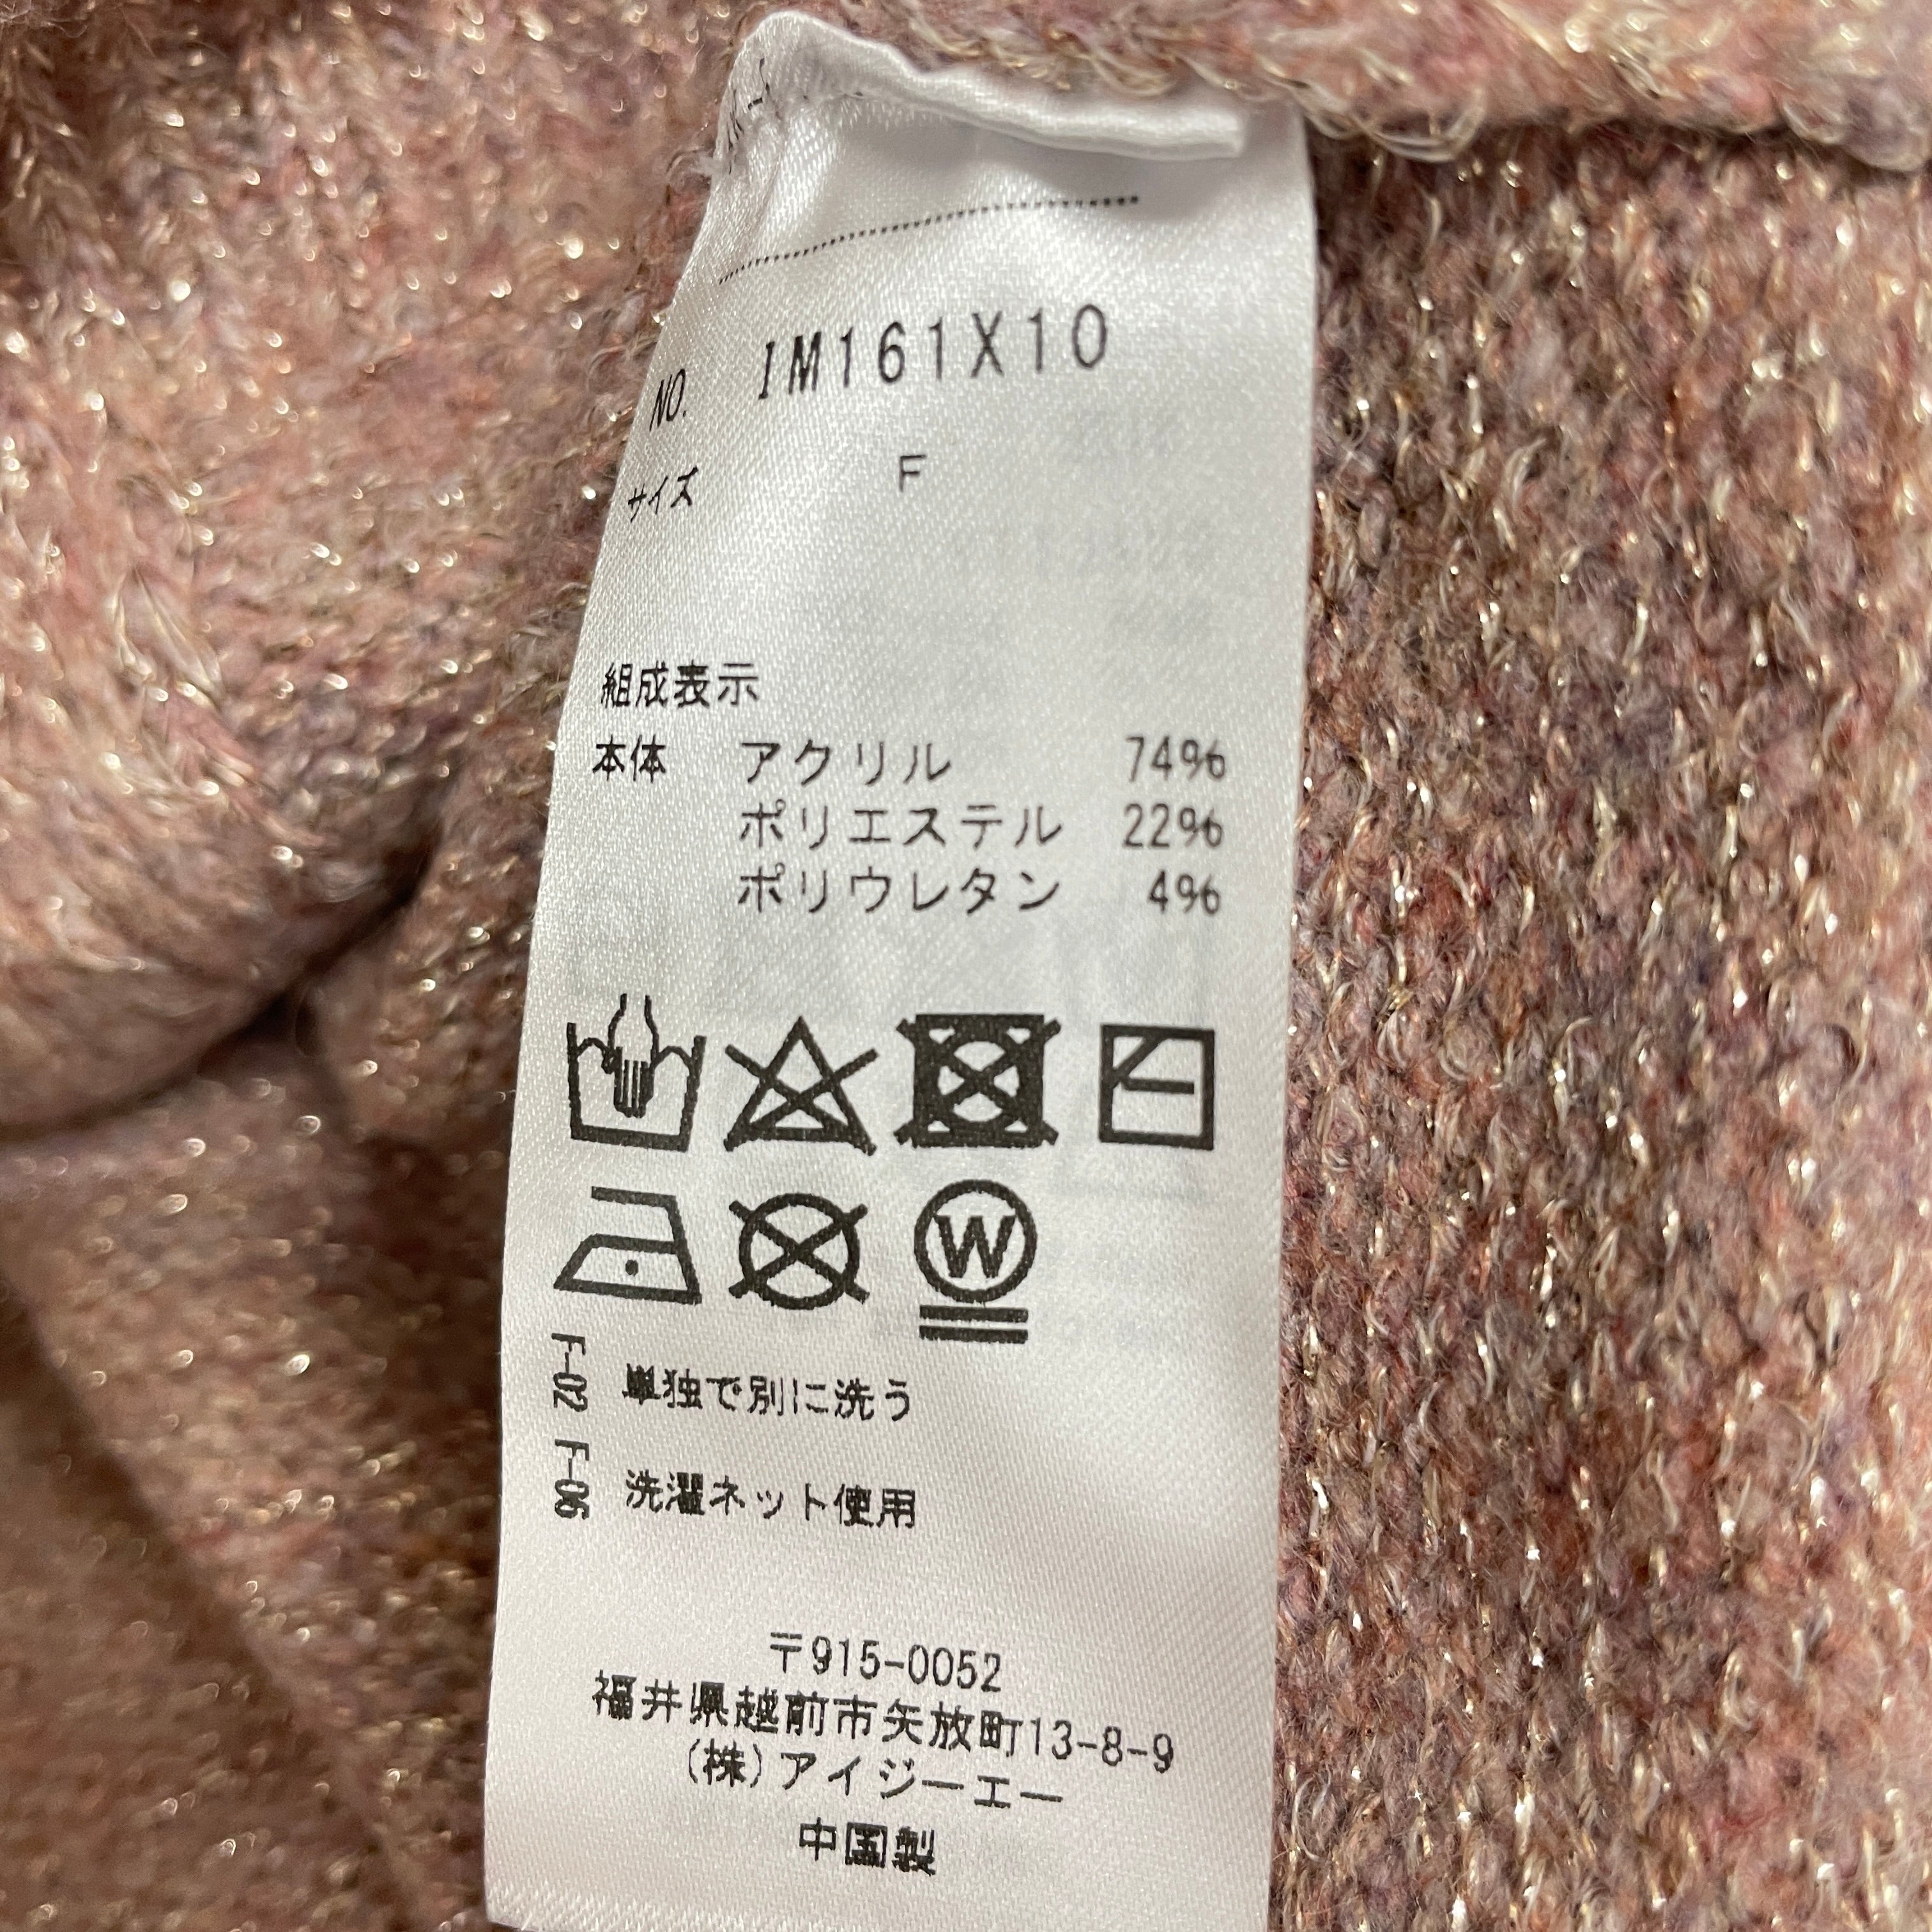 NO. IM161X10
サイズ F
組成表示
本体 アクリル 74%
ポリエステル 22%
ポリウレタン 4%
W
F-02 単独で別に洗う
F-06 洗濯ネット使用
〒915-0052
福井県越前市矢放町13-8-9
(株)アイジーエー
中国製